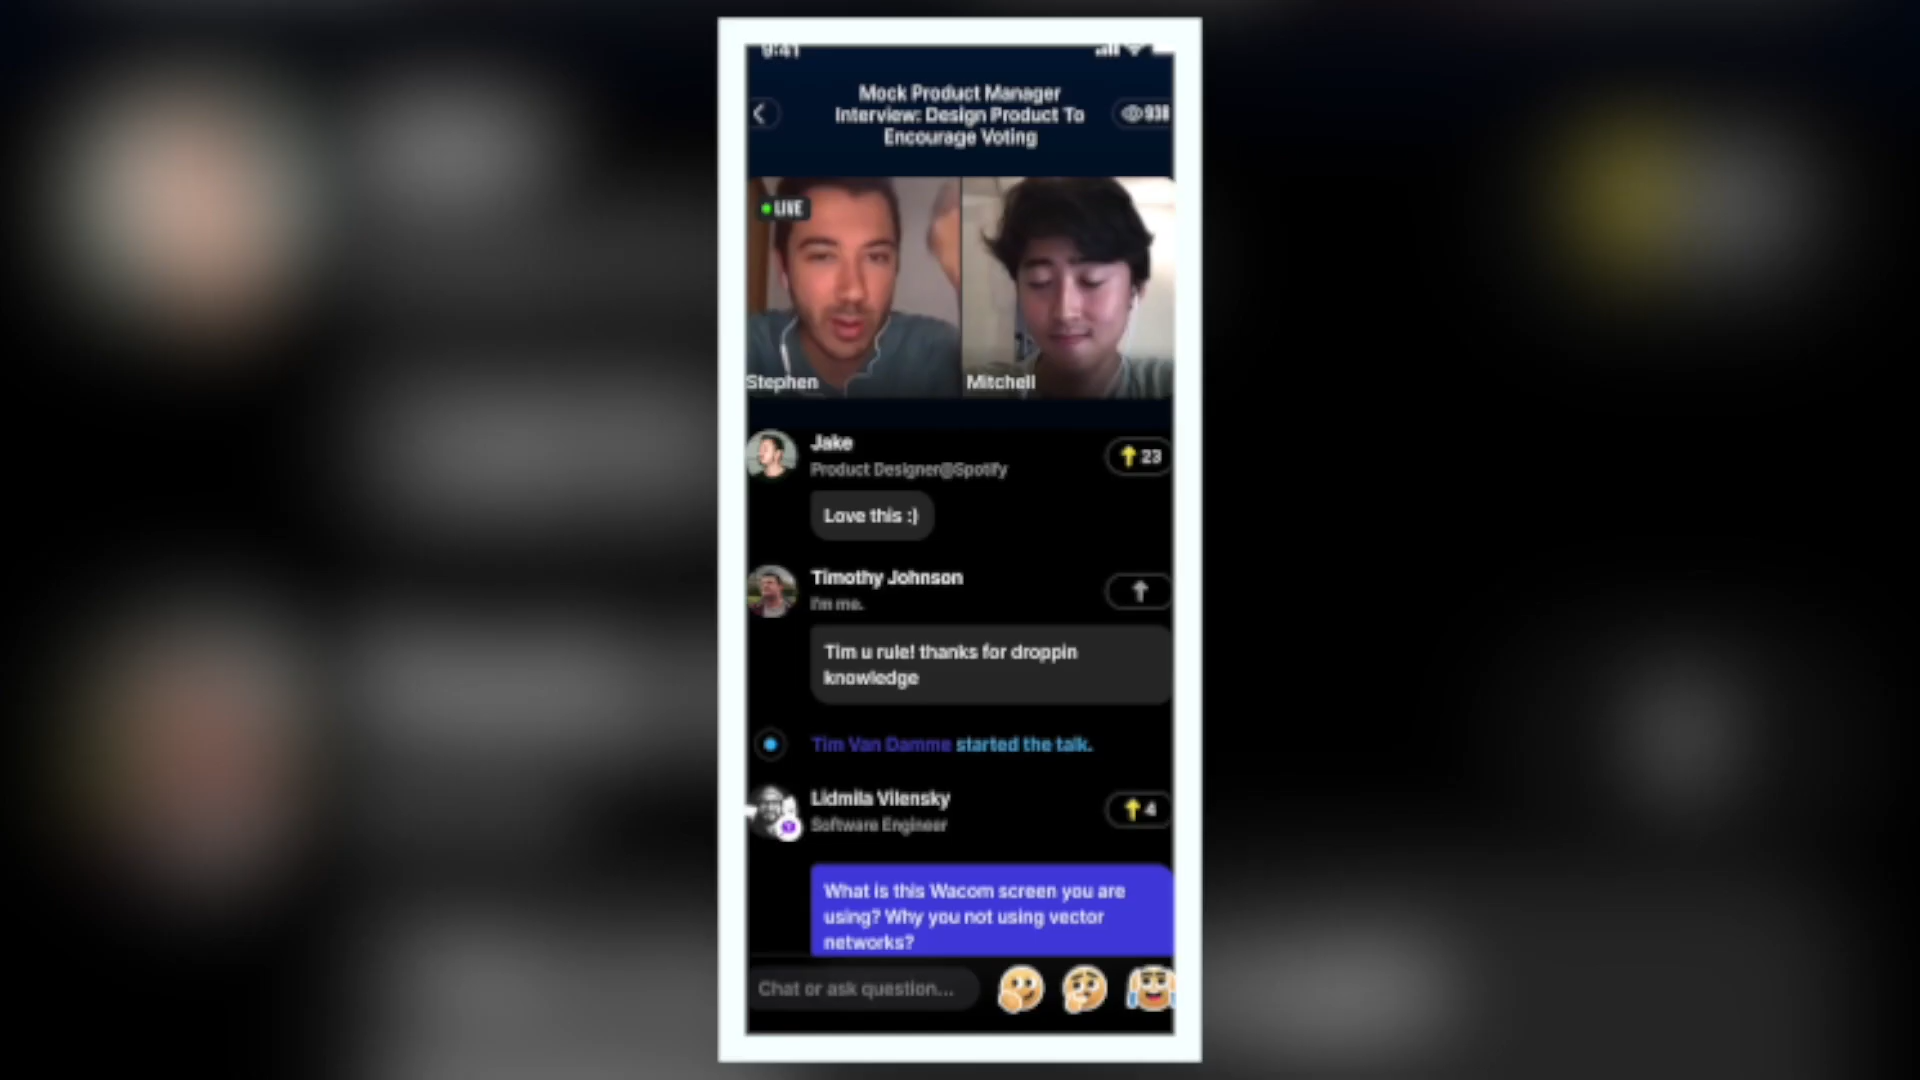 9:41
Mock Product Manager
Interview: Design Product To
Encourage Voting
938
LIVE
Stephen
Mitchell
Jake
Product Designer@Spotify
23
Love this :)
Timothy Johnson
I'm me.
Tim u rule! thanks for droppin
knowledge
Tim Van Damme started the talk.
Lidmila Vilensky
Software Engineer
4
What is this Wacom screen you are
using? Why you not using vector
networks?
Chat or ask question...